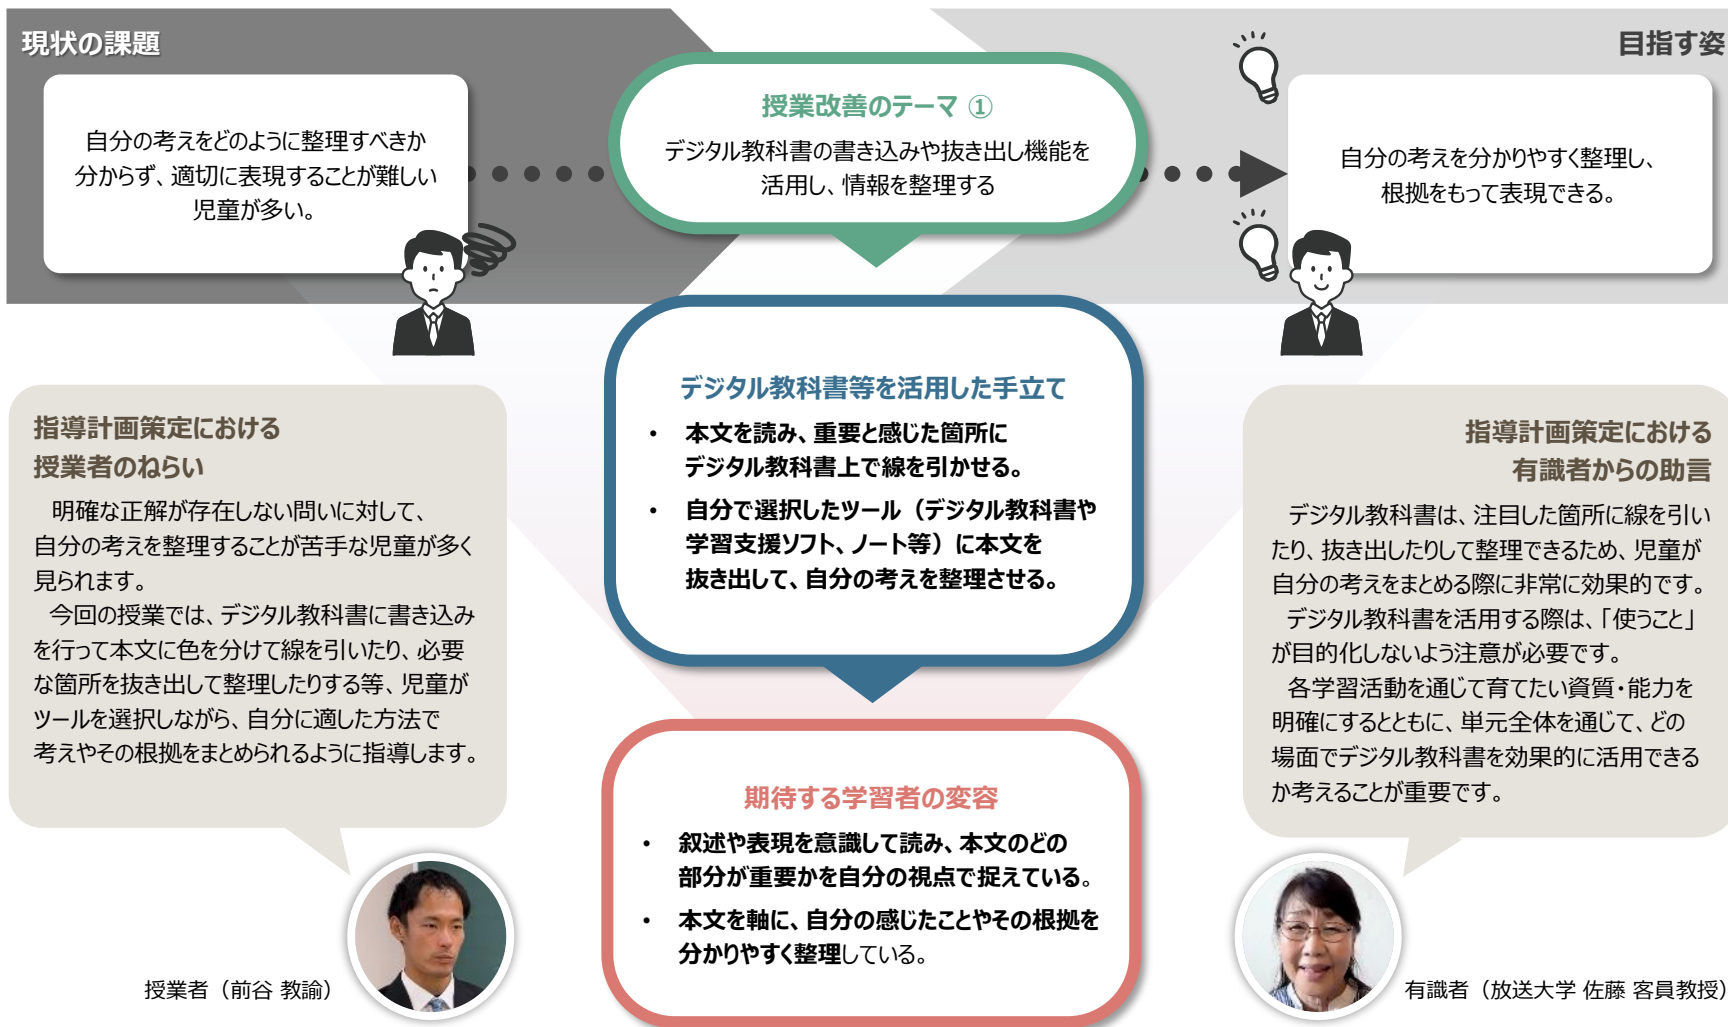 現状の課題
自分の考えをどのように整理すべきか
分からず、適切に表現することが難しい
児童が多い。
授業改善のテーマ ①
デジタル教科書の書き込みや抜き出し機能を
活用し、情報を整理する
目指す姿
自分の考えを分かりやすく整理し、
根拠をもって表現できる。
指導計画策定における
授業者のねらい
明確な正解が存在しない問いに対して、
自分の考えを整理することが苦手な児童が多く
見られます。
今回の授業では、デジタル教科書に書き込み
を行って本文に色を分けて線を引いたり、必要
な箇所を抜き出して整理したりする等、児童が
ツールを選択しながら、自分に適した方法で
考えやその根拠をまとめられるように指導します。
授業者（前谷 教諭）
デジタル教科書等を活用した手立て
• 本文を読み、重要と感じた箇所に
デジタル教科書上で線を引かせる。
• 自分で選択したツール（デジタル教科書や
学習支援ソフト、ノート等）に本文を
抜き出して、自分の考えを整理させる。
期待する学習者の変容
• 叙述や表現を意識して読み、本文のどの
部分が重要かを自分の視点で捉えている。
• 本文を軸に、自分の感じたことやその根拠を
分かりやすく整理している。
指導計画策定における
有識者からの助言
デジタル教科書は、注目した箇所に線を引い
たり、抜き出したりして整理できるため、児童が
自分の考えをまとめる際に非常に効果的です。
デジタル教科書を活用する際は、「使うこと」
が目的化しないよう注意が必要です。
各学習活動を通じて育てたい資質・能力を
明確にするとともに、単元全体を通じて、どの
場面でデジタル教科書を効果的に活用できる
か考えることが重要です。
有識者（放送大学 佐藤 客員教授）